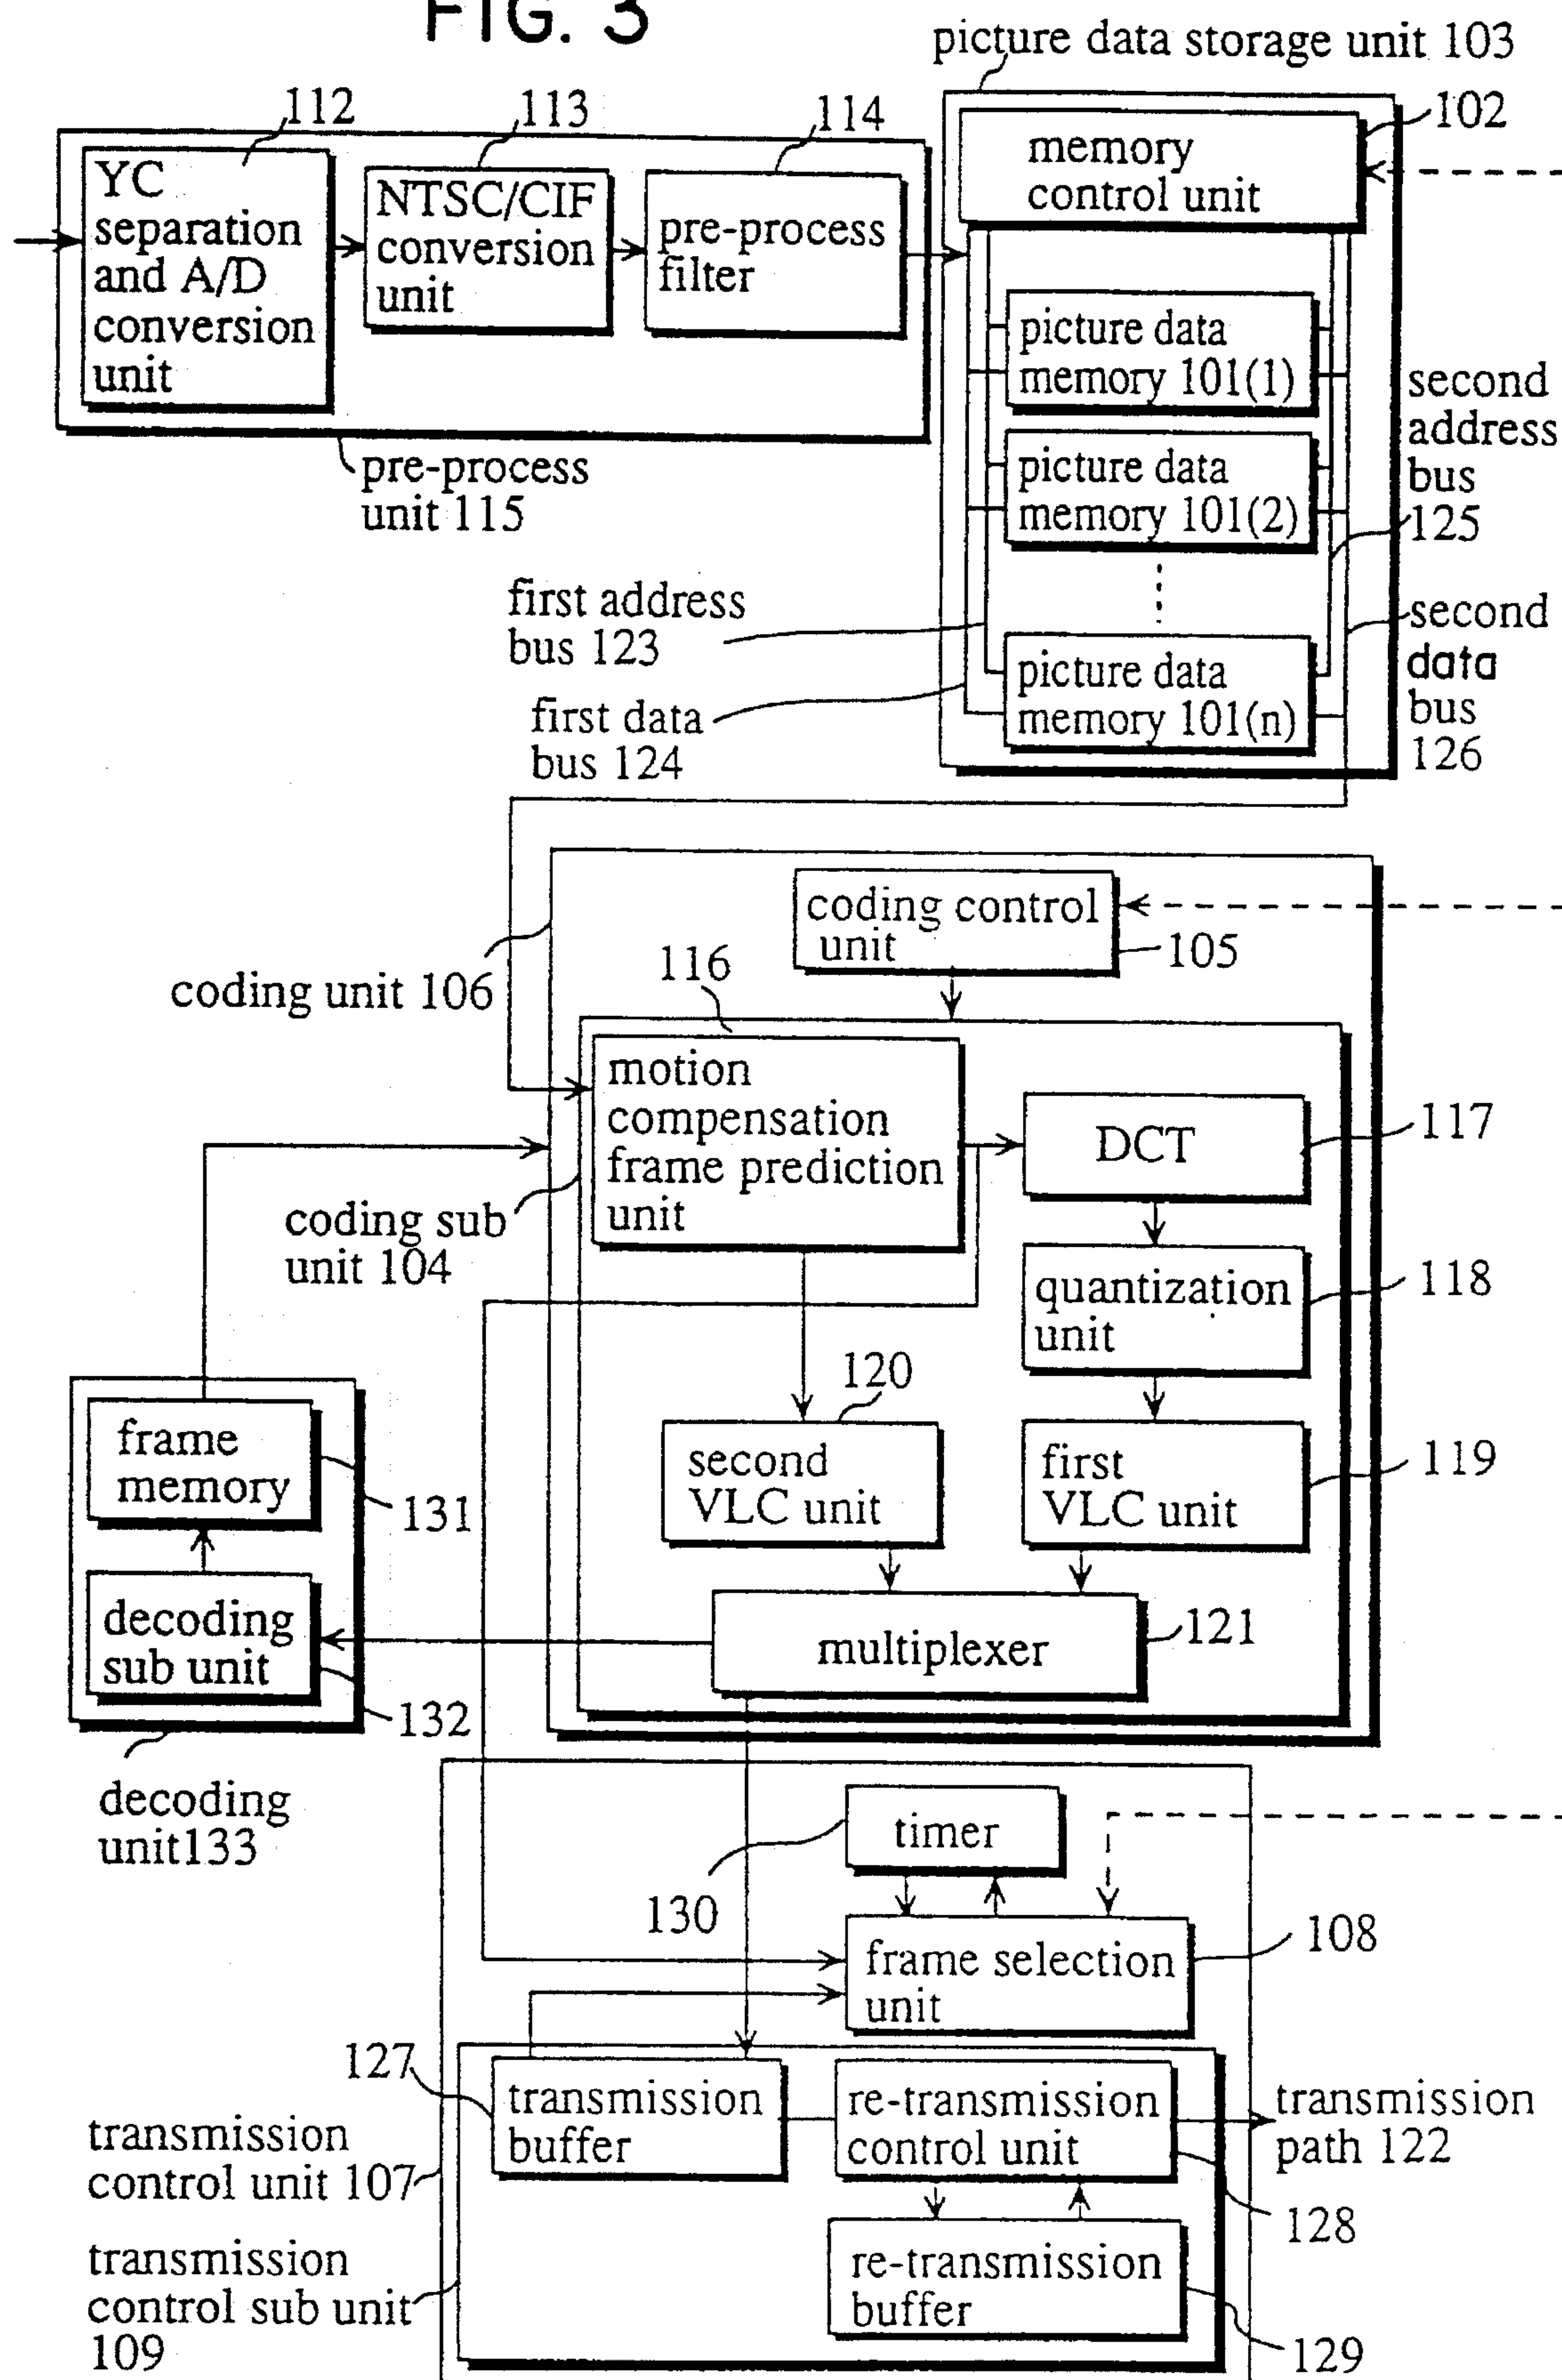 FIG. 3
picture data storage unit 103
112
113
114
102
YC
separation
and A/D
conversion
unit
NTSC/CIF
conversion
unit
pre-process
filter
memory
control unit
pre-process
unit 115
picture data
memory 101(1)
picture data
memory 101(2)
picture data
memory 101(n)
second
address
bus
125
first address
bus 123
first data
bus 124
second
data
bus
126
coding control
unit
105
coding unit 106
116
motion
compensation
frame prediction
unit
DCT
117
coding sub
unit 104
quantization
unit
118
120
second
VLC unit
first
VLC unit
119
frame
memory
131
decoding
sub unit
132
multiplexer
121
decoding
unit133
timer
130
frame selection
unit
108
127
transmission
buffer
re-transmission
control unit
transmission
path 122
transmission
control unit 107
128
re-transmission
buffer
129
transmission
control sub unit
109